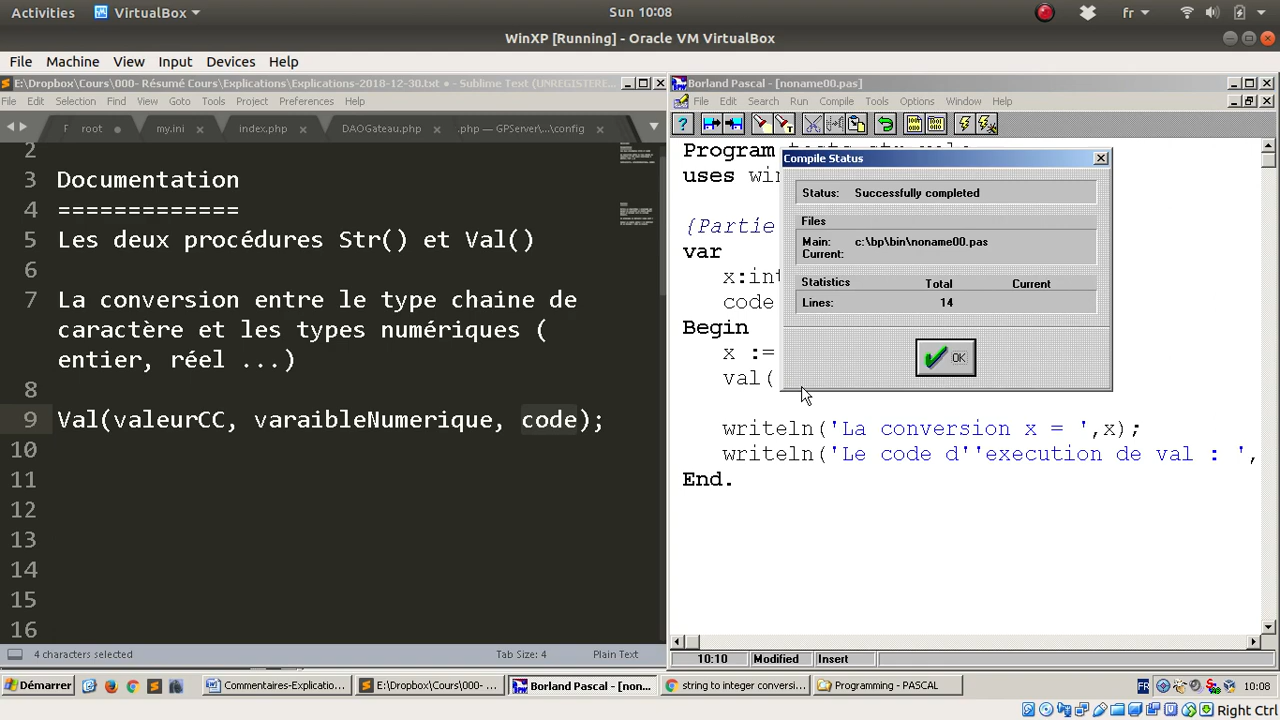 Activities VirtualBox Sun 10:08 fr
WinXP [Running] - Oracle VM VirtualBox
File Machine View Input Devices Help
E:\Dropbox\Cours\000- Résumé Cours\Explications\Explications-2018-12-30.txt • - Sublime Text (UNREGISTERE...
File Edit Selection Find View Goto Tools Project Preferences Help
F root my.ini index.php DAOGateau.php .php — GPServer\...\config
2
3 Documentation
4 =============
5 Les deux procédures Str() et Val()
6
7 La conversion entre le type chaine de
caractère et les types numériques (
entier, réel ...)
8
9 Val(valeurCC, varaibleNumerique, code);
10
11
12
13
14
15
16
4 characters selected Tab Size: 4 Plain Text
Borland Pascal - [noname00.pas]
File Edit Search Run Compile Tools Options Window Help
Program
uses win
{Partie
var
x:int
code
Begin
x :=
val(
writeln('La conversion x = ',x);
writeln('Le code d''execution de val : ',
End.
Compile Status
Status: Successfully completed
Files
Main: c:\bp\bin\noname00.pas
Current:
Statistics Total Current
Lines: 14
OK
10:10 Modified Insert
Démarrer Commentaires-Explicatio... E:\Dropbox\Cours\000- ... Borland Pascal - [non... string to integer conversi... Programming - PASCAL FR 10:08
Right Ctrl